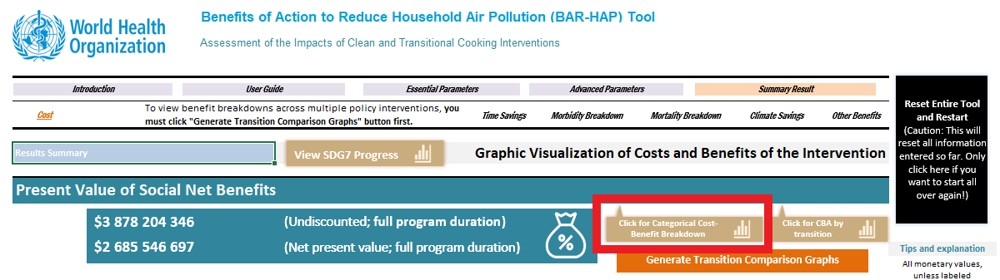 World Health
Organization
Benefits of Action to Reduce Household Air Pollution (BAR-HAP) Tool
Assessment of the Impacts of Clean and Transitional Cooking Interventions
Introduction
User Guide
Essential Parameters
Advanced Parameters
Summary Result
Cost
To view benefit breakdowns across multiple policy interventions, you
must click "Generate Transition Comparison Graphs" button first.
Time Savings
Morbidity Breakdown
Mortality Breakdown
Climate Savings
Other Benefits
Reset Entire Tool
and Restart
(Caution: This will
reset all information
entered so far. Only
click here if you
want to start all
over again!)
Results Summary
View SDG7 Progress
Graphic Visualization of Costs and Benefits of the Intervention
Present Value of Social Net Benefits
$3 878 204 346
(Undiscounted; full program duration)
$2 685 546 697
(Net present value; full program duration)
%
Click for Categorical Cost-
Benefit Breakdown
Click for CBA by
transition
Generate Transition Comparison Graphs
Tips and explanation
All monetary values,
unless labeled